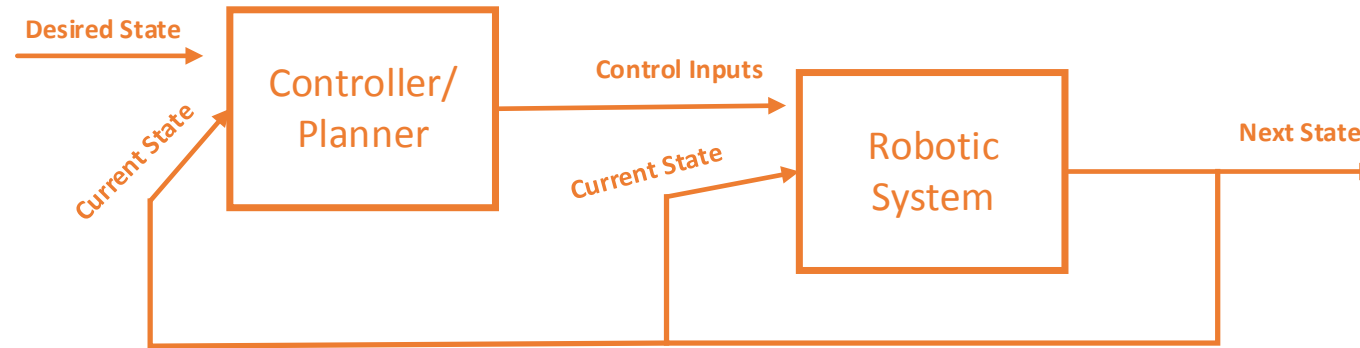 Desired State
Controller/
Planner
Control Inputs
Current State
Current State
Robotic
System
Next State